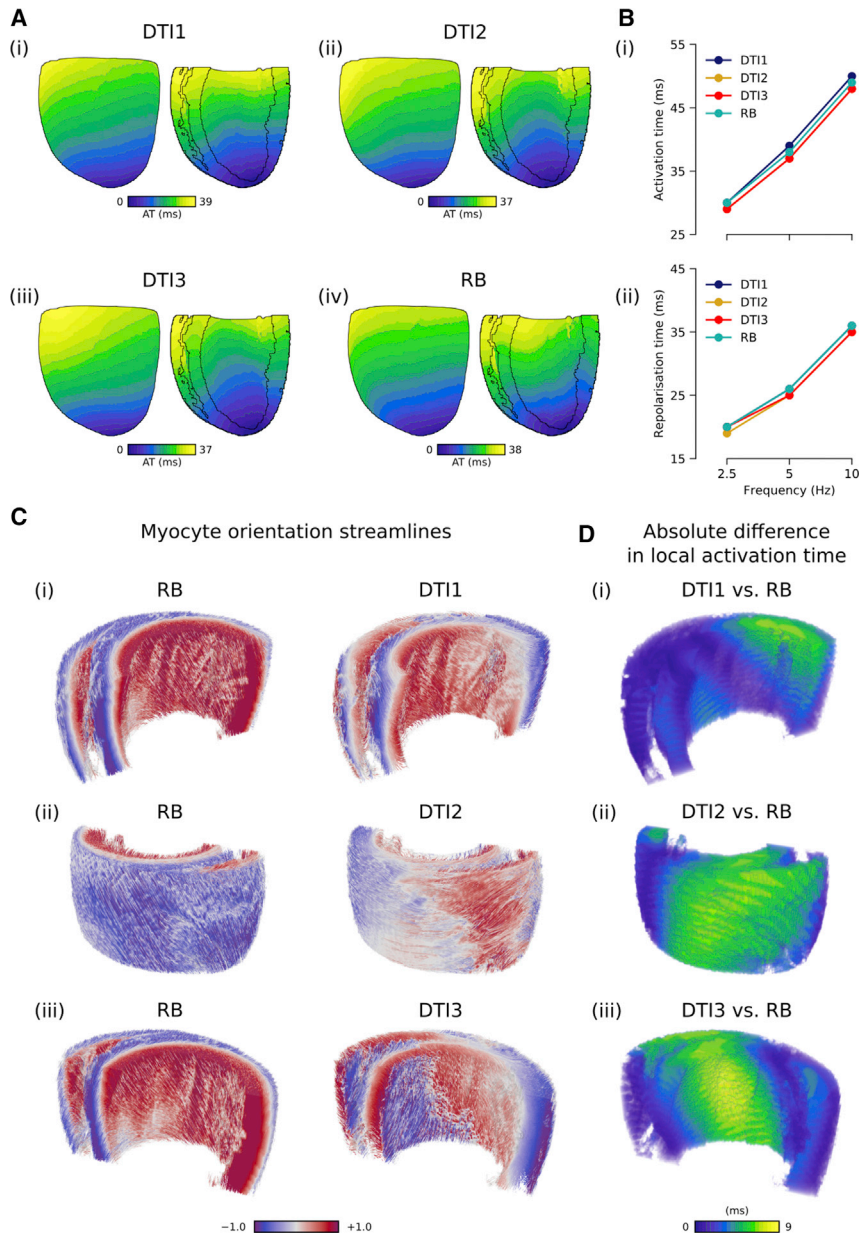 A
DTI1
(i)
0
39
AT (ms)
DTI2
(ii)
0
37
AT (ms)
DTI3
(iii)
0
37
AT (ms)
RB
(iv)
0
38
AT (ms)
B
(i)
55
45
35
25
Activation time (ms)
DTI1
DTI2
DTI3
RB
(ii)
45
35
25
15
Repolarisation time (ms)
DTI1
DTI2
DTI3
RB
2.5
5
10
Frequency (Hz)
C
Myocyte orientation streamlines
(i)
RB
DTI1
(ii)
RB
DTI2
(iii)
RB
DTI3
−1.0
+1.0
D
Absolute difference
in local activation time
(i)
DTI1 vs. RB
(ii)
DTI2 vs. RB
(iii)
DTI3 vs. RB
(ms)
0
9